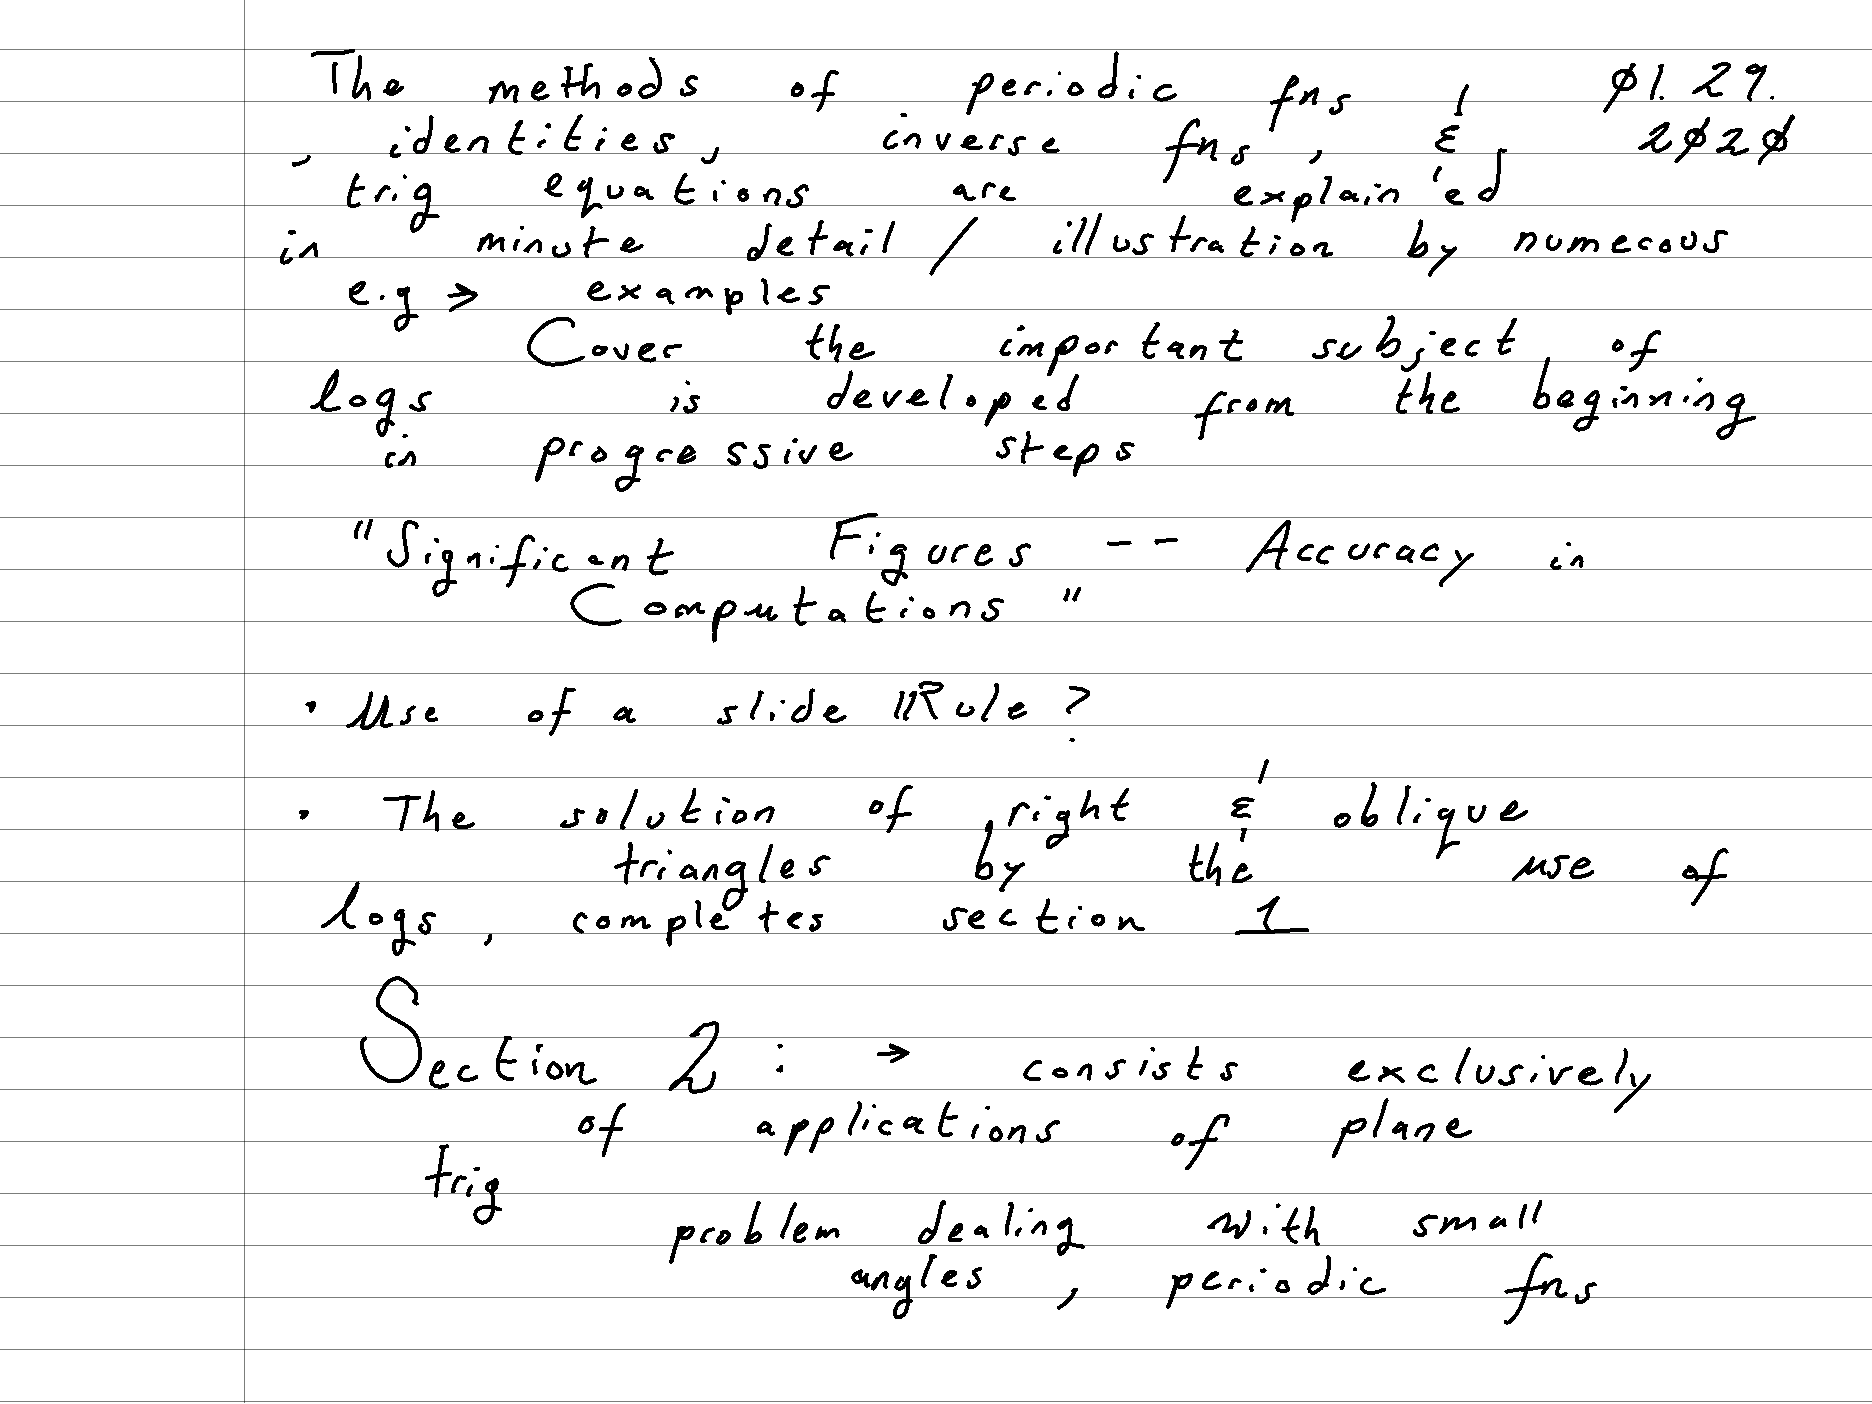 The methods of periodic fns & Ø1. 29.
, identities, inverse fns, & 2Ø2Ø
trig equations are explain'ed
in minute detail / illustration by numerous
e.g → examples
Cover the important subject of
logs is developed from the beginning
in progressive steps
"Significant Figures -- Accuracy in
Computations"
· Use of a slide Rule?
· The solution of right & oblique
triangles by the use of
logs, completes section 1
Section 2 : → consists exclusively
of applications of plane
trig
problem dealing with small
angles, periodic fns